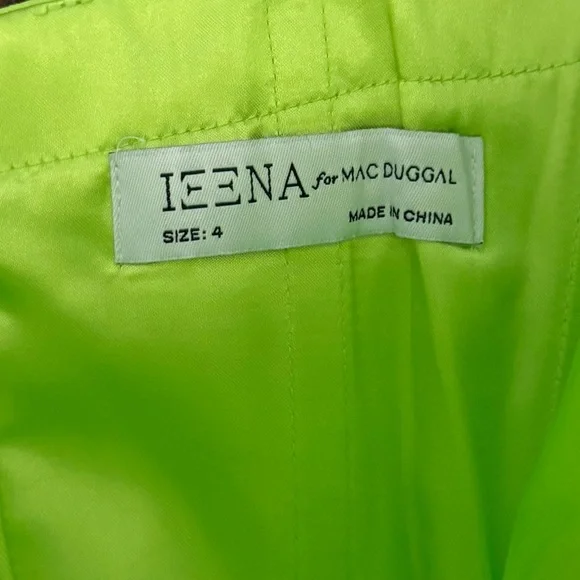 IEENA for MAC DUGGAL
SIZE: 4 MADE IN CHINA